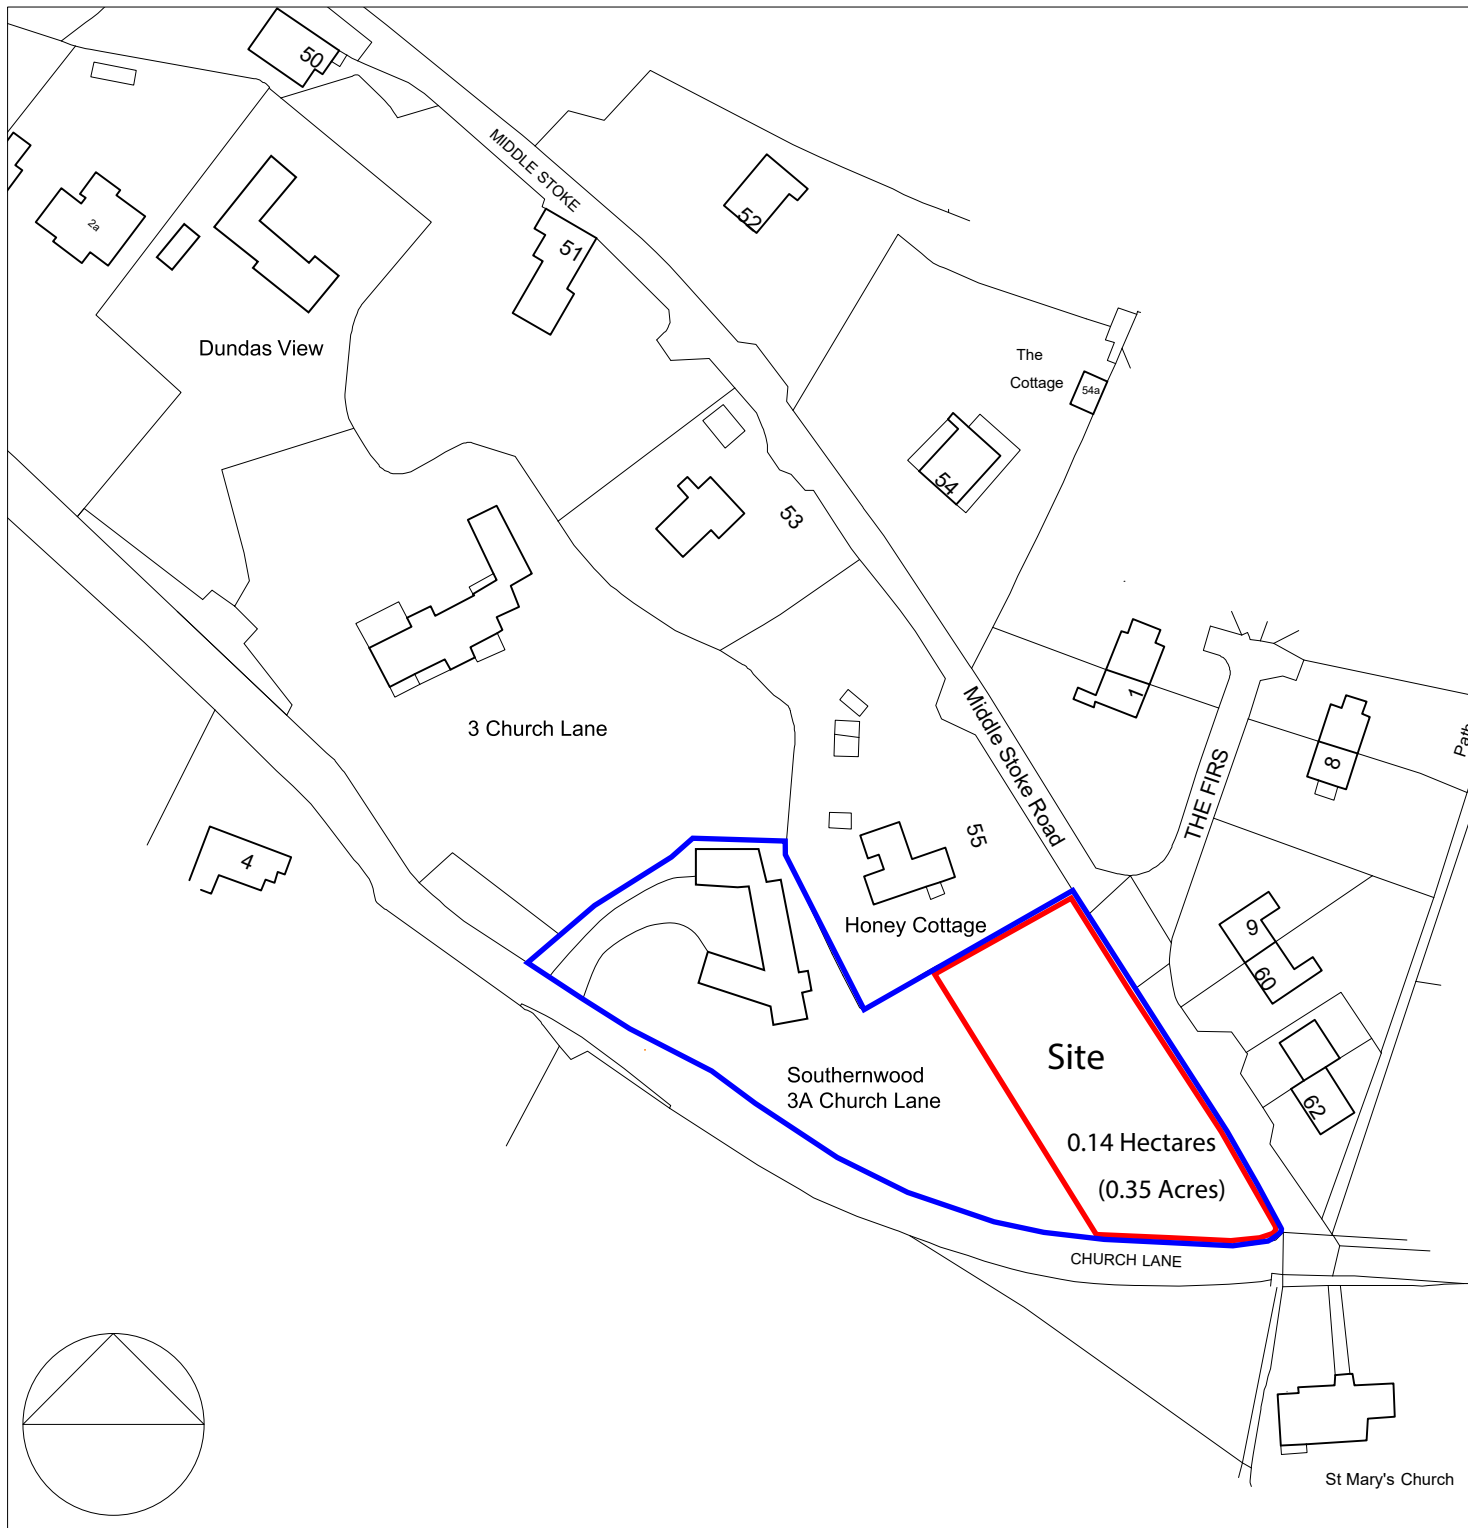 50
MIDDLE STOKE
52
2a
51
Dundas View
The
Cottage
54a
54
53
1
3 Church Lane
Middle Stoke Road
8
Path
THE FIRS
55
4
Honey Cottage
9
60
Site
Southernwood
3A Church Lane
62
0.14 Hectares
(0.35 Acres)
CHURCH LANE
St Mary's Church